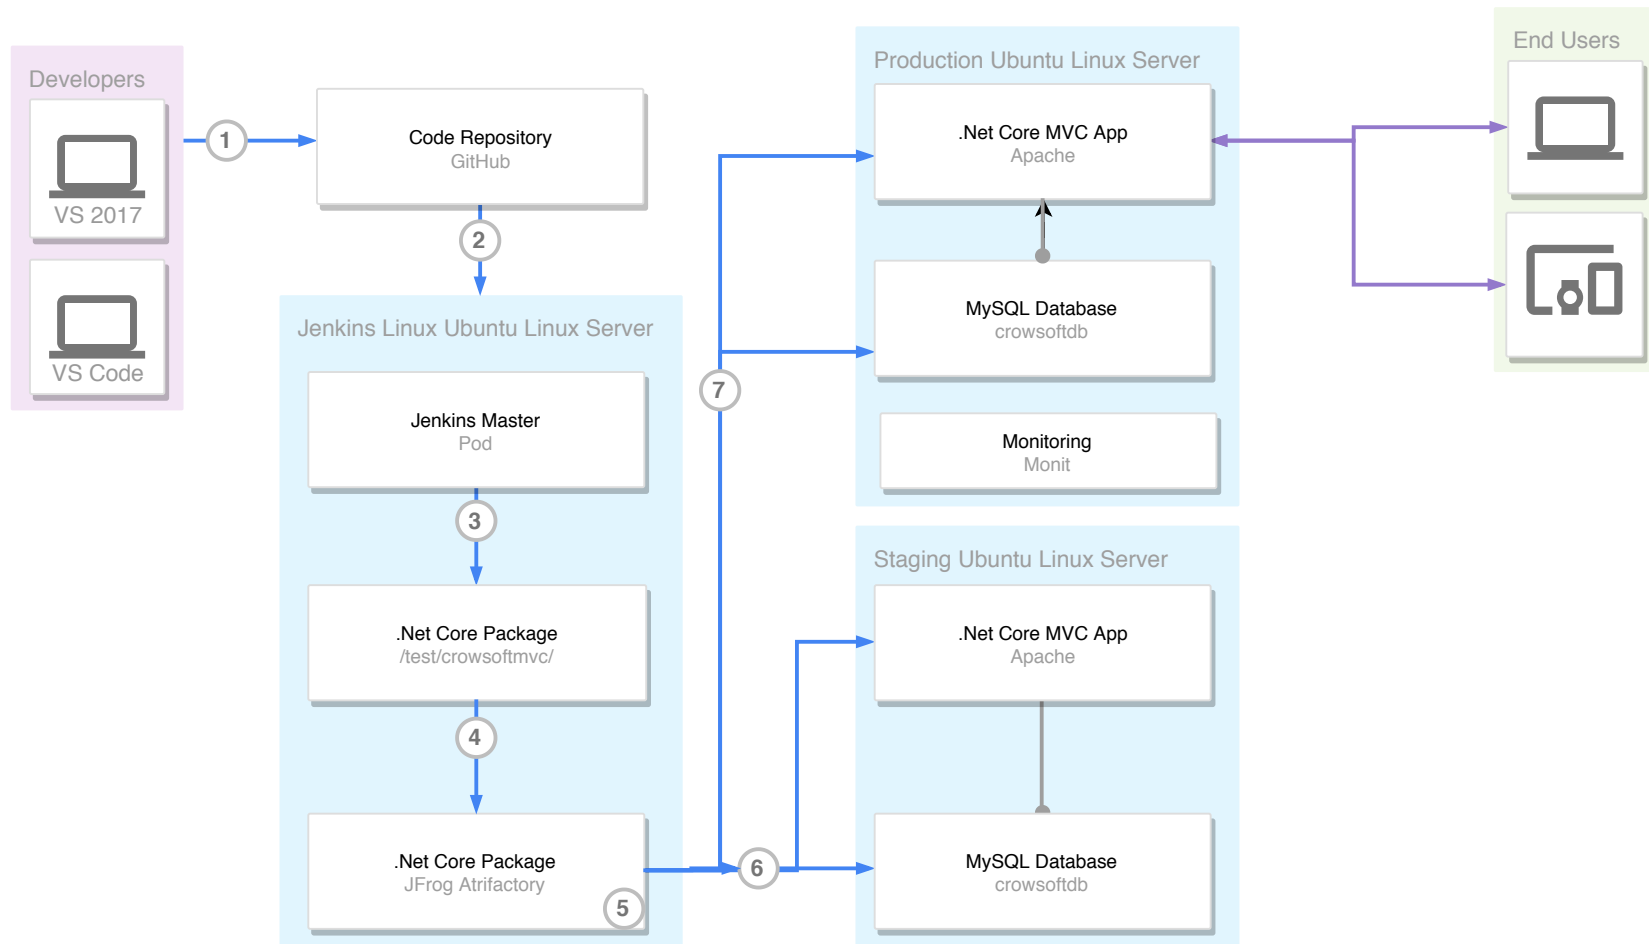 Developers
VS 2017
VS Code
1
Code Repository
GitHub
2
Jenkins Linux Ubuntu Linux Server
Jenkins Master
Pod
3
.Net Core Package
/test/crowsoftmvc/
4
.Net Core Package
JFrog Atrifactory
5
6
7
Production Ubuntu Linux Server
.Net Core MVC App
Apache
MySQL Database
crowsoftdb
Monitoring
Monit
Staging Ubuntu Linux Server
.Net Core MVC App
Apache
MySQL Database
crowsoftdb
End Users